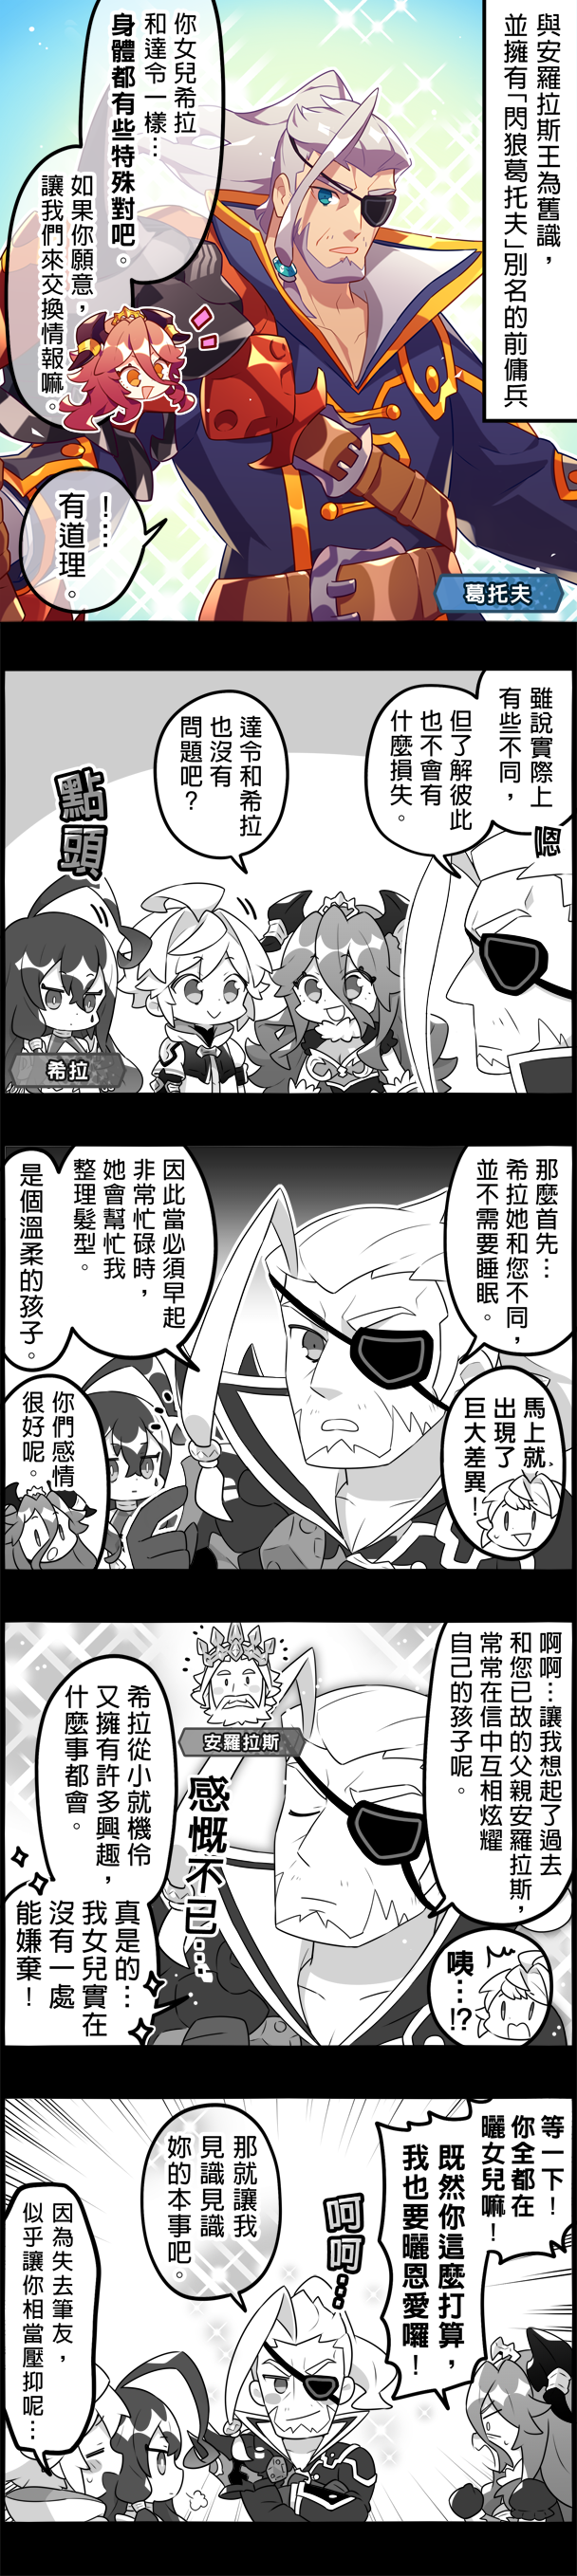 與安羅拉斯王為舊識，
並擁有「閃狼葛托夫」別名的前傭兵
你女兒希拉
和達令一樣…
身體都有些特殊對吧。
如果你願意，
讓我們來交換情報嘛。
！…
有道理。
葛托夫
雖說實際上
有些不同，
嗯
但了解彼此
也不會有
什麼損失。
達令和希拉
也沒有
問題吧？
點頭
希拉
那麼首先…
希拉她和您不同，
並不需要睡眠。
因此當必須早起
非常忙碌時，
她會幫忙我
整理髮型。
是個溫柔的孩子。
馬上就
出現了
巨大差異！
你們感情
很好呢。
啊啊…讓我想起了過去
和您已故的父親安羅拉斯，
常常在信中互相炫耀
自己的孩子呢。
安羅拉斯
感慨不已…
希拉從小就機伶
又擁有許多興趣，
什麼事都會。
真是的…
我女兒實在
沒有一處
能嫌棄！
咦…!?
等一下！
你全都在
曬女兒嘛！
既然你這麼打算，
我也要曬恩愛囉！
呵呵…
那就讓我
見識見識
妳的本事吧。
因為失去筆友，
似乎讓你相當壓抑呢…